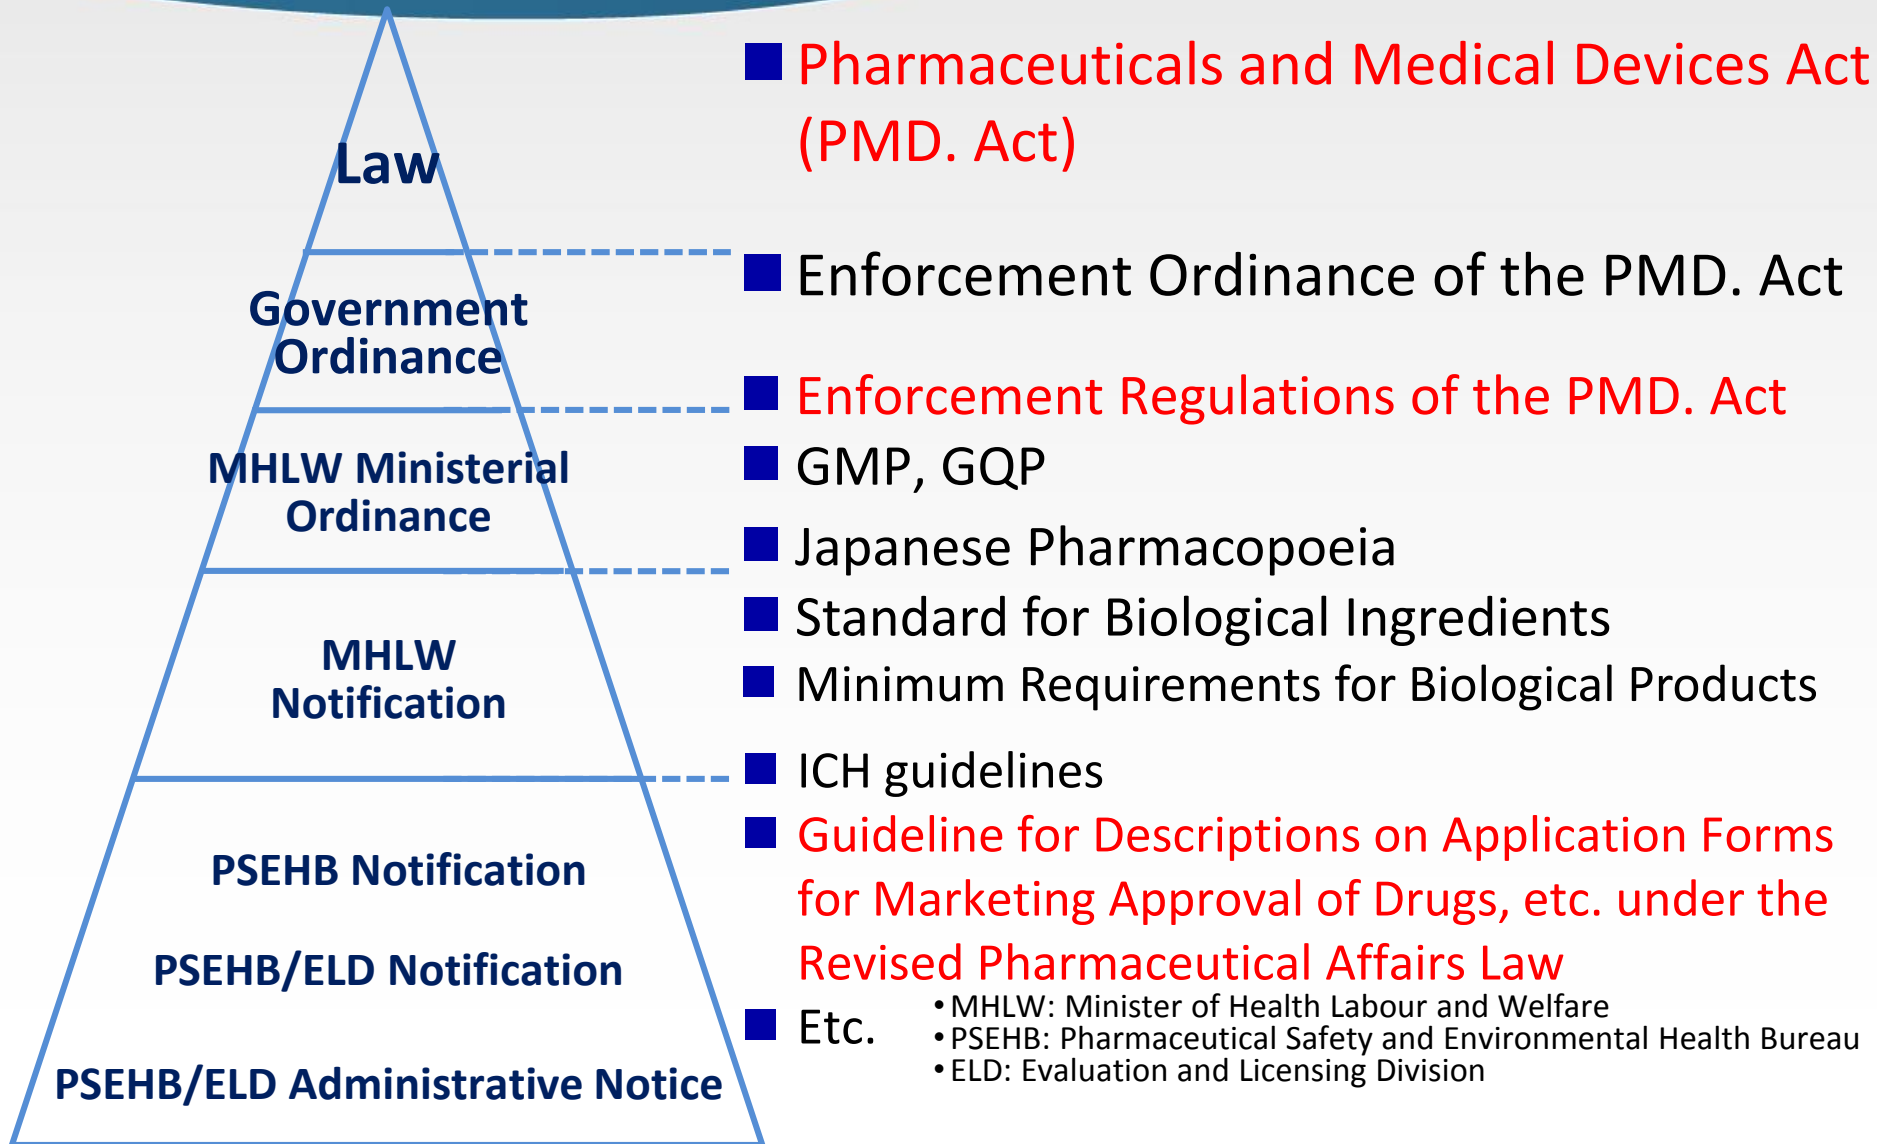 Law
Government
Ordinance
MHLW Ministerial
Ordinance
MHLW
Notification
PSEHB Notification
PSEHB/ELD Notification
PSEHB/ELD Administrative Notice
Pharmaceuticals and Medical Devices Act
(PMD. Act)
Enforcement Ordinance of the PMD. Act
Enforcement Regulations of the PMD. Act
GMP, GQP
Japanese Pharmacopoeia
Standard for Biological Ingredients
Minimum Requirements for Biological Products
ICH guidelines
Guideline for Descriptions on Application Forms
for Marketing Approval of Drugs, etc. under the
Revised Pharmaceutical Affairs Law
Etc.
• MHLW: Minister of Health Labour and Welfare
• PSEHB: Pharmaceutical Safety and Environmental Health Bureau
• ELD: Evaluation and Licensing Division